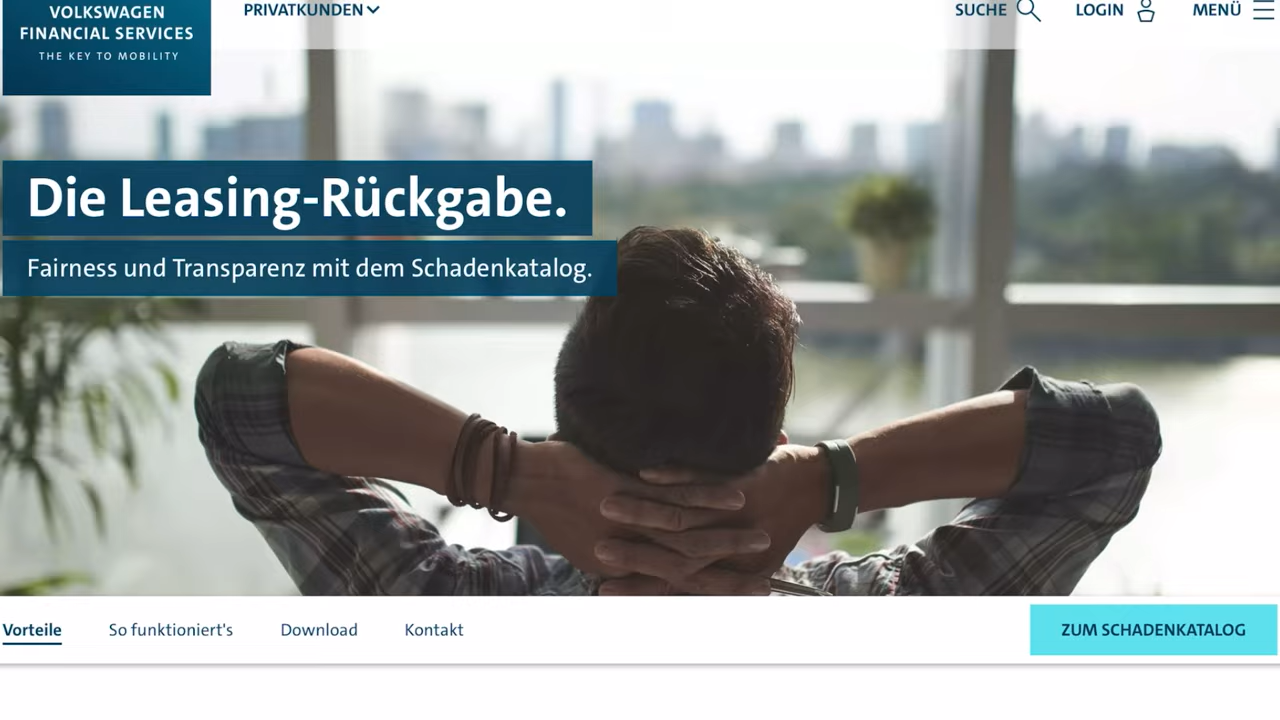 VOLKSWAGEN
FINANCIAL SERVICES
THE KEY TO MOBILITY
PRIVATKUNDEN
SUCHE
LOGIN
MENÜ
Die Leasing-Rückgabe.
Fairness und Transparenz mit dem Schadenkatalog.
Vorteile
So funktioniert's
Download
Kontakt
ZUM SCHADENKATALOG